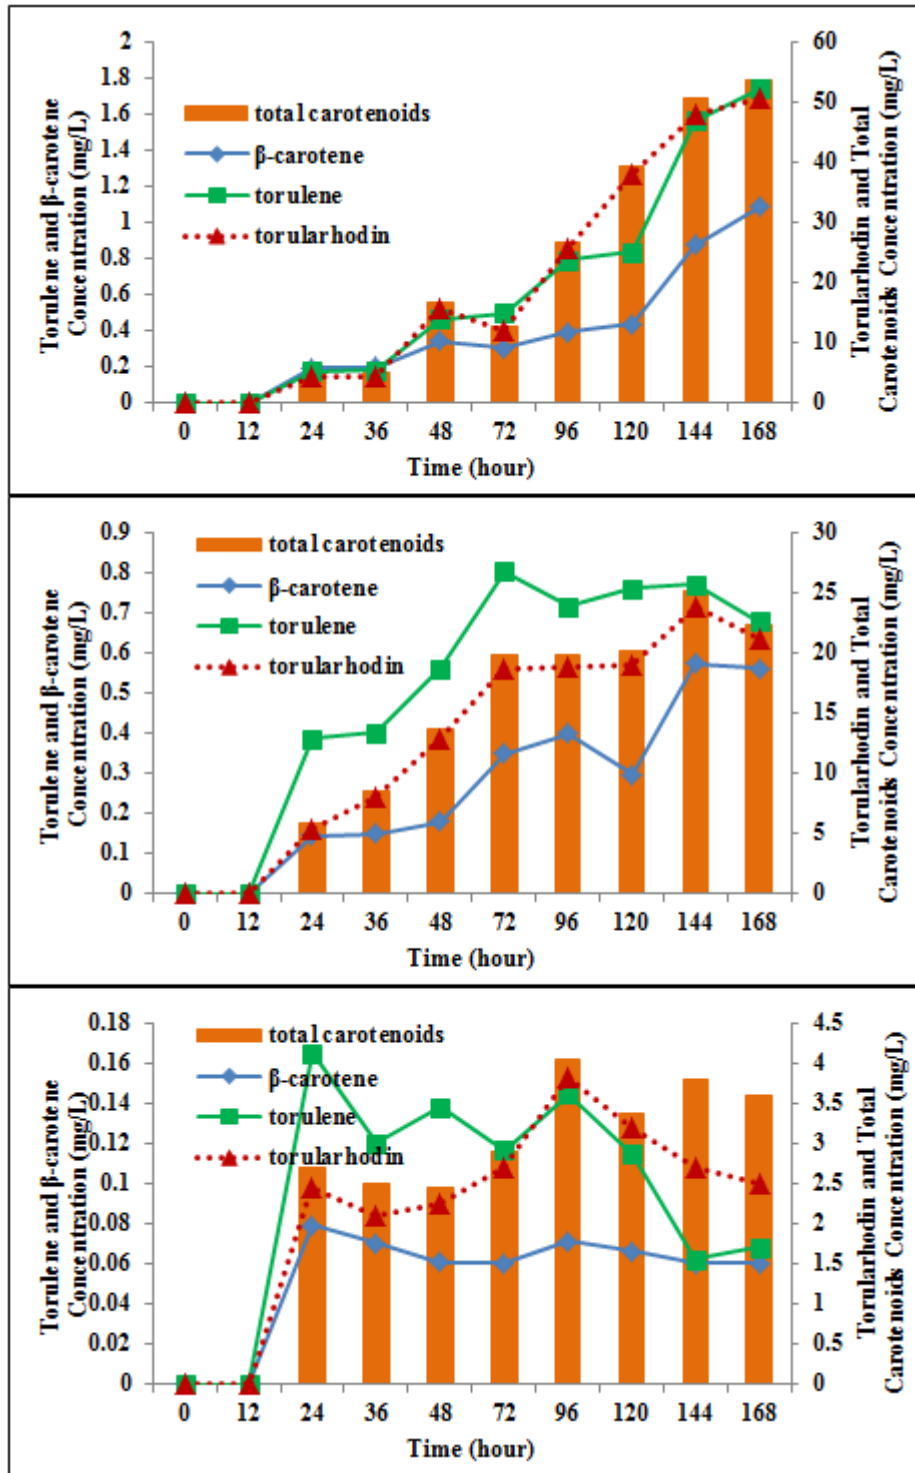 Torulene and β-carotene
Concentration (mg/L)
2
1.8
1.6
1.4
1.2
1
0.8
0.6
0.4
0.2
0
total carotenoids
β-carotene
torulene
torularhodin
60
50
40
30
20
10
0
Torularhodin and Total
Carotenoids Concentration (mg/L)
0 12 24 36 48 72 96 120 144 168
Time (hour)
Torulene and β-carotene
Concentration (mg/L)
0.9
0.8
0.7
0.6
0.5
0.4
0.3
0.2
0.1
0
total carotenoids
β-carotene
torulene
torularhodin
30
25
20
15
10
5
0
Torularhodin and Total
Carotenoids Concentration (mg/L)
0 12 24 36 48 72 96 120 144 168
Time (hour)
Torulene and β-carotene
Concentration (mg/L)
0.18
0.16
0.14
0.12
0.1
0.08
0.06
0.04
0.02
0
total carotenoids
β-carotene
torulene
torularhodin
4.5
4
3.5
3
2.5
2
1.5
1
0.5
0
Torularhodin and Total
Carotenoids Concentration (mg/L)
0 12 24 36 48 72 96 120 144 168
Time (hour)